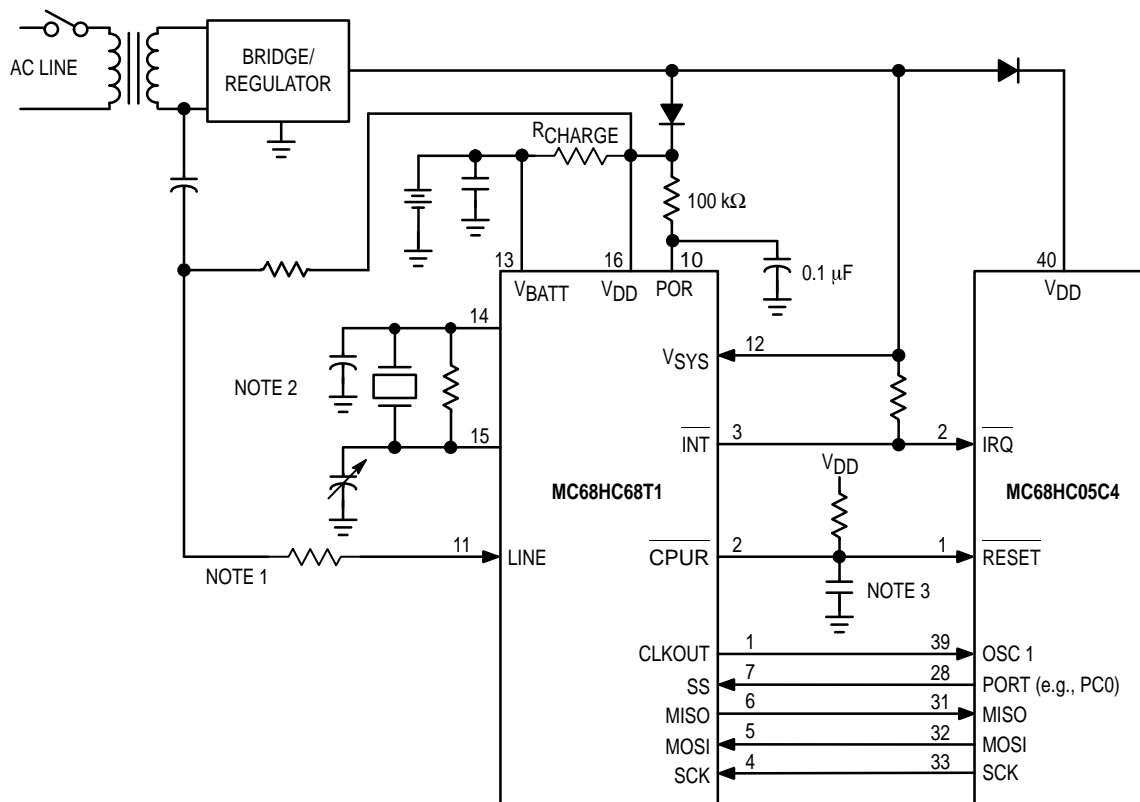 AC LINE
BRIDGE/
REGULATOR
RCHARGE
100 kΩ
0.1 µF
13
16
10
40
VBATT
VDD
POR
VDD
14
12
VSYS
NOTE 2
15
INT
3
2
IRQ
VDD
MC68HC68T1
MC68HC05C4
11
LINE
NOTE 1
CPUR
2
1
RESET
NOTE 3
CLKOUT
1
39
OSC 1
SS
7
28
PORT (e.g., PC0)
MISO
6
31
MISO
MOSI
5
32
MOSI
SCK
4
33
SCK